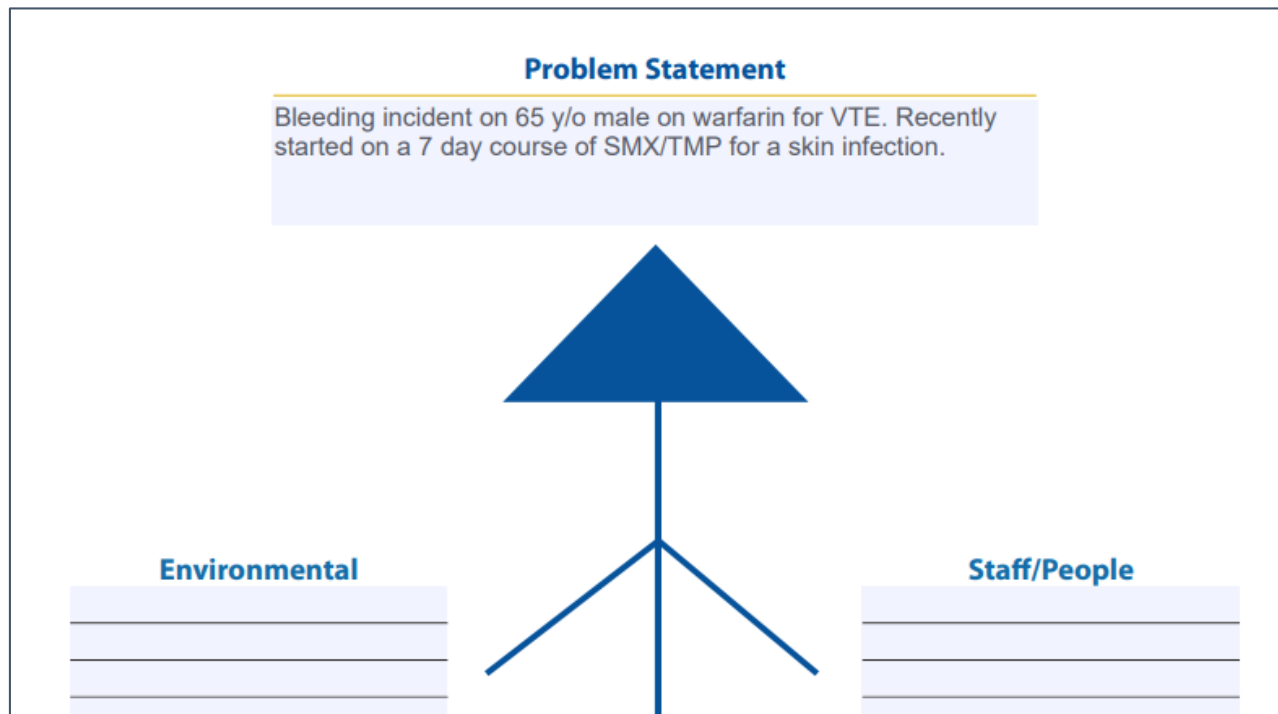 Problem Statement
Bleeding incident on 65 y/o male on warfarin for VTE. Recently
started on a 7 day course of SMX/TMP for a skin infection.
Environmental
Staff/People